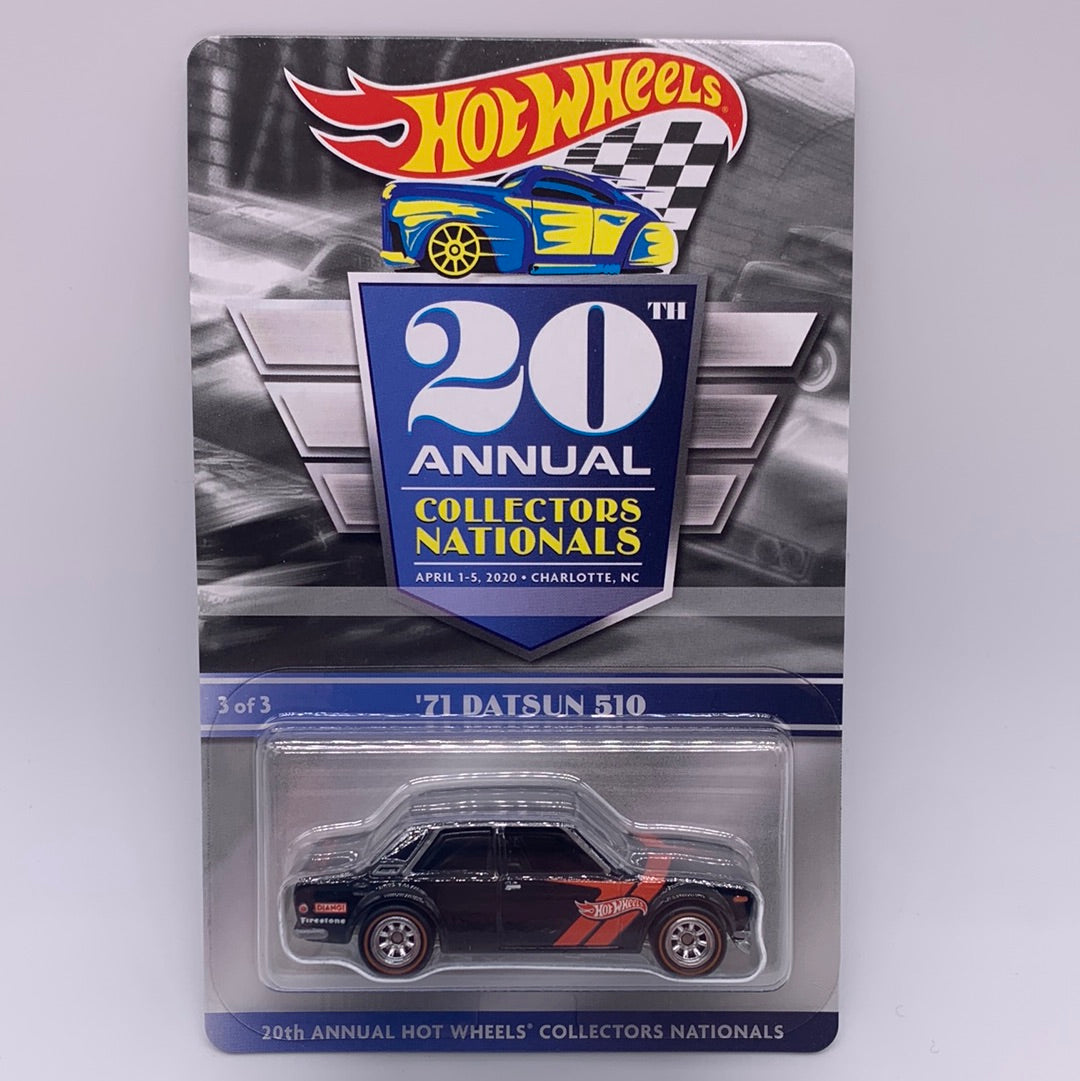 HOT WHEELS®
20TH
ANNUAL
COLLECTORS
NATIONALS
APRIL 1-5, 2020 • CHARLOTTE, NC
3 of 3 '71 DATSUN 510
HOT WHEELS
Firestone
20th ANNUAL HOT WHEELS® COLLECTORS NATIONALS